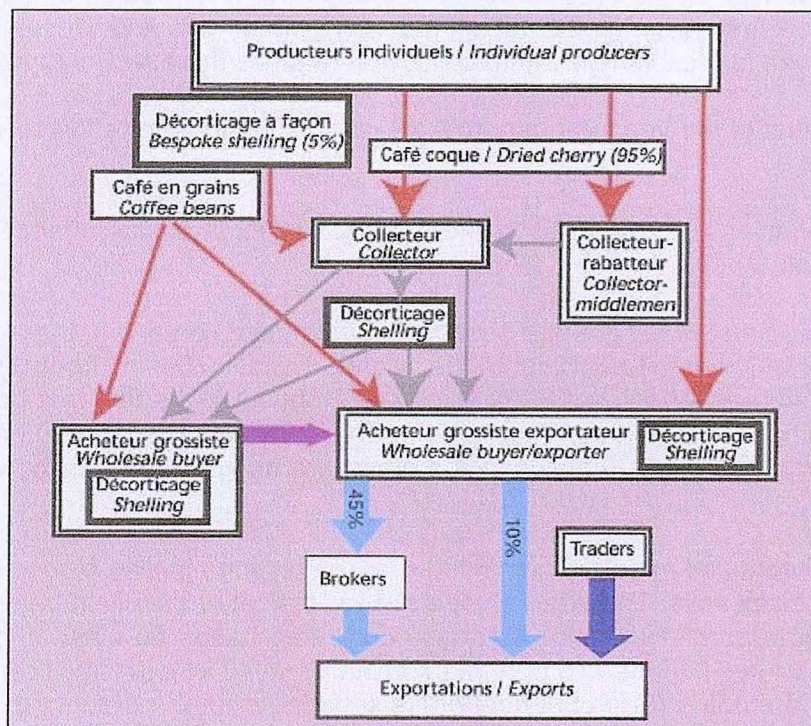 Producteurs individuels / Individual producers
Décorticage à façon
Bespoke shelling (5%)
Café coque / Dried cherry (95%)
Café en grains
Coffee beans
Collecteur
Collector
Collecteur-
rabatteur
Collector-
middlemen
Décorticage
Shelling
Acheteur grossiste
Wholesale buyer
Décorticage
Shelling
Acheteur grossiste exportateur
Wholesale buyer/exporter
Décorticage
Shelling
45%
10%
Traders
Brokers
Exportations / Exports